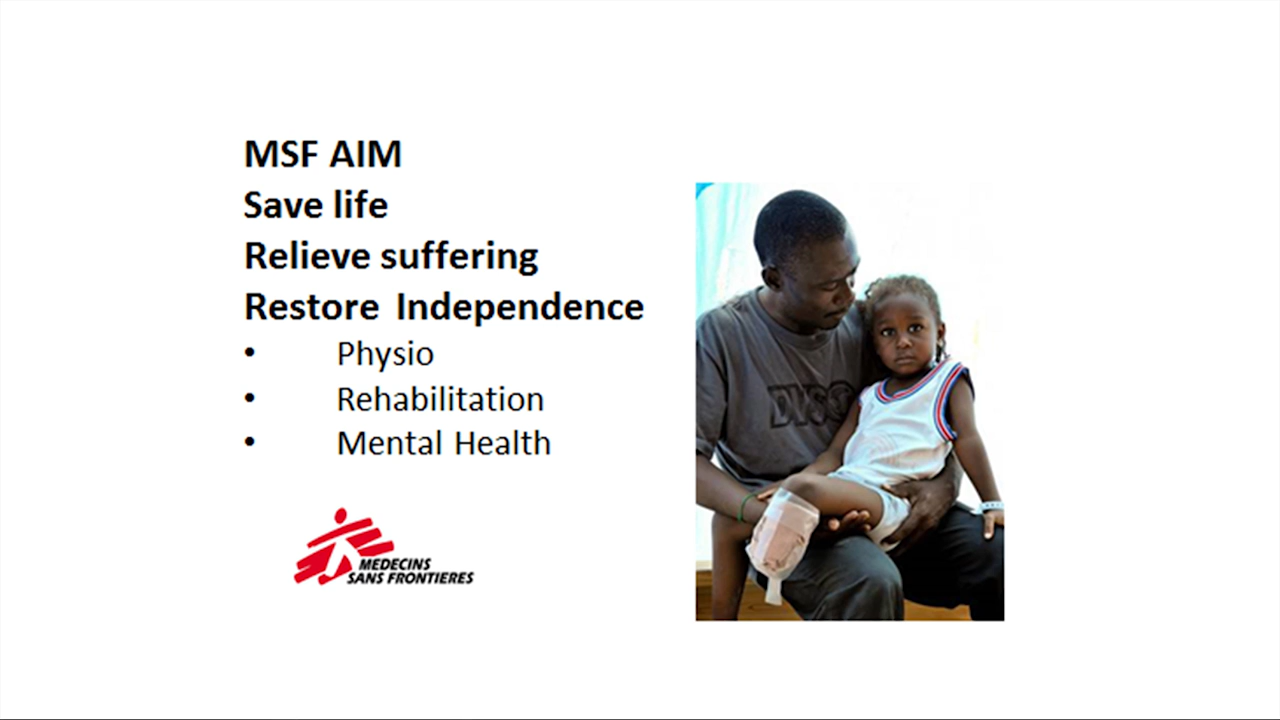 MSF AIM
Save life
Relieve suffering
Restore Independence
• Physio
• Rehabilitation
• Mental Health
MEDECINS
SANS FRONTIERES